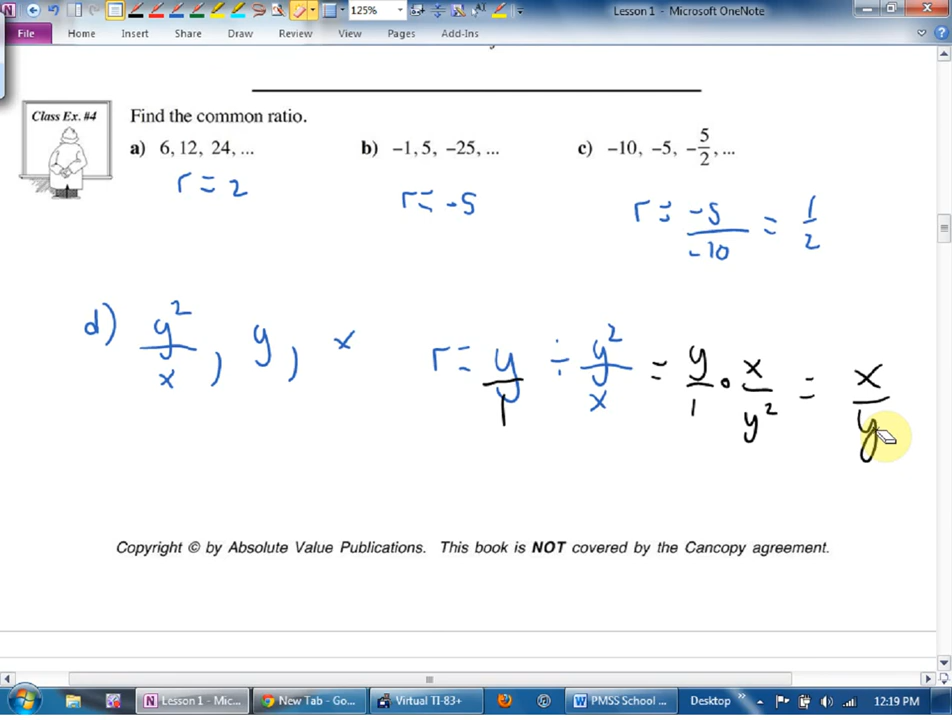 Lesson 1 - Microsoft OneNote
125%
File Home Insert Share Draw Review View Pages Add-Ins
Class Ex. #4
Find the common ratio.
a) 6, 12, 24, ... b) −1, 5, −25, ... c) −10, −5, −5/2, ...
r = 2 r = -5 r = -5/-10 = 1/2
d) y²/x, y, x r = y/1 ÷ y²/x = y/1 • x/y² = x/y
Copyright © by Absolute Value Publications. This book is NOT covered by the Cancopy agreement.
Lesson 1 - Mic... New Tab - Go... Virtual TI-83+ PMSS School ... Desktop 12:19 PM